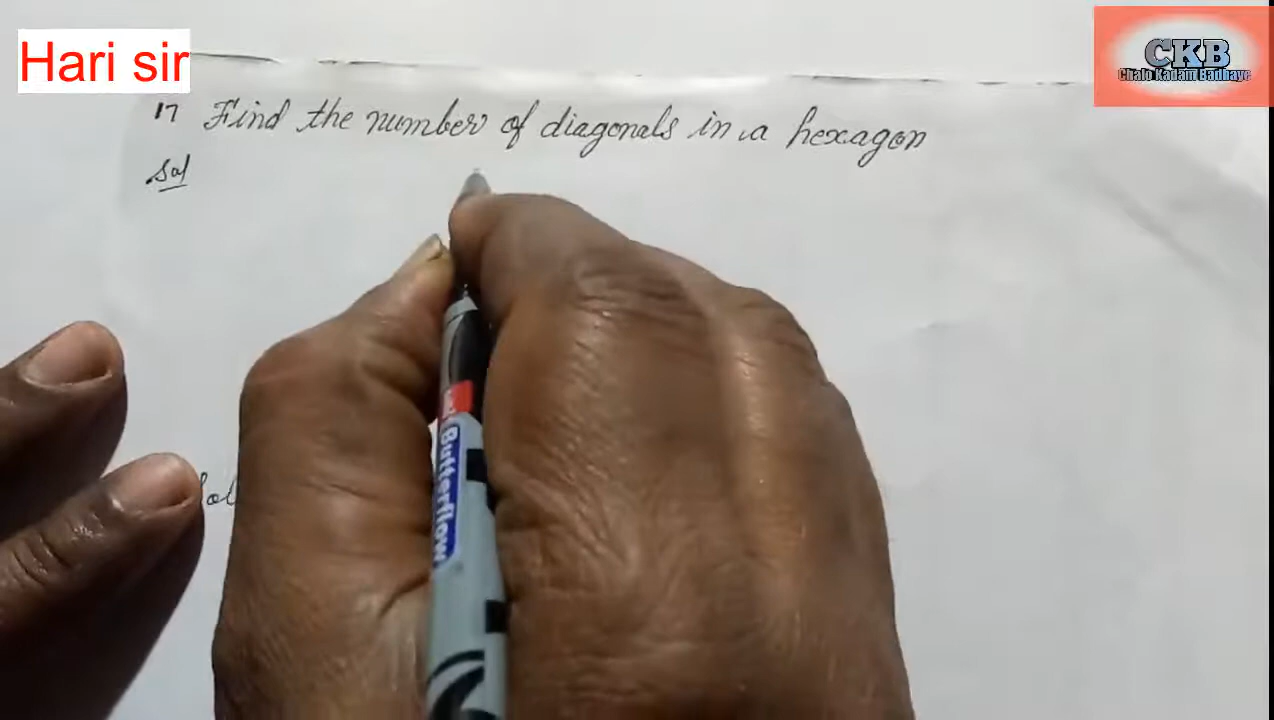 Hari sir
CKB
Chalo Kadam Badhaye
17 Find the number of diagonals in a hexagon
Sol
Butterflow